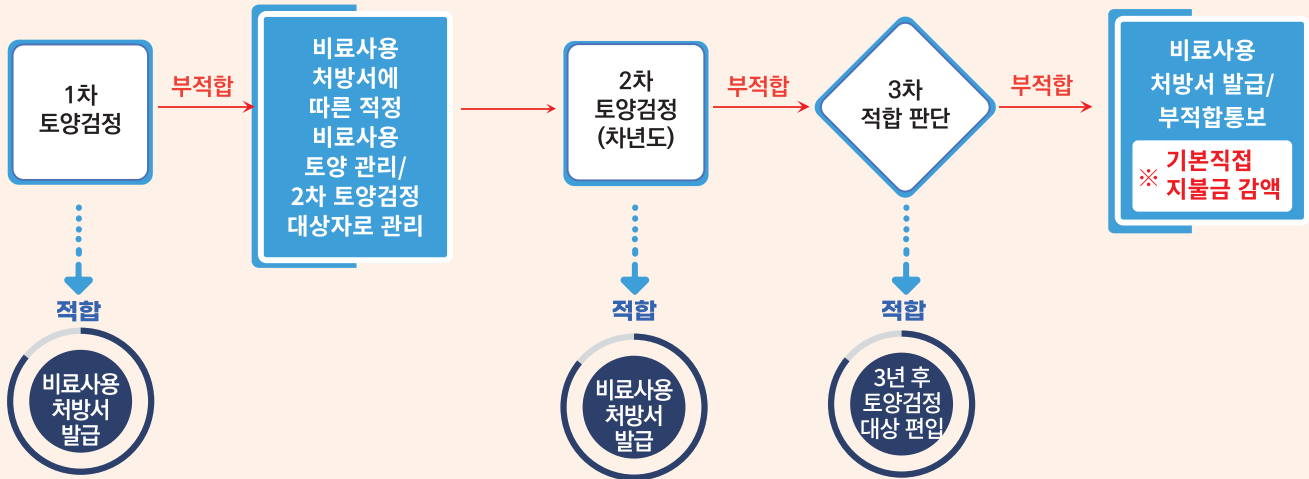 1차
토양검정
부적합
비료사용
처방서에
따른 적정
비료사용
토양 관리/
2차 토양검정
대상자로 관리
2차
토양검정
(차년도)
부적합
3차
적합 판단
부적합
비료사용
처방서 발급/
부적합통보
※ 기본직접
지불금 감액
적합
비료사용
처방서
발급
적합
비료사용
처방서
발급
적합
3년 후
토양검정
대상 편입